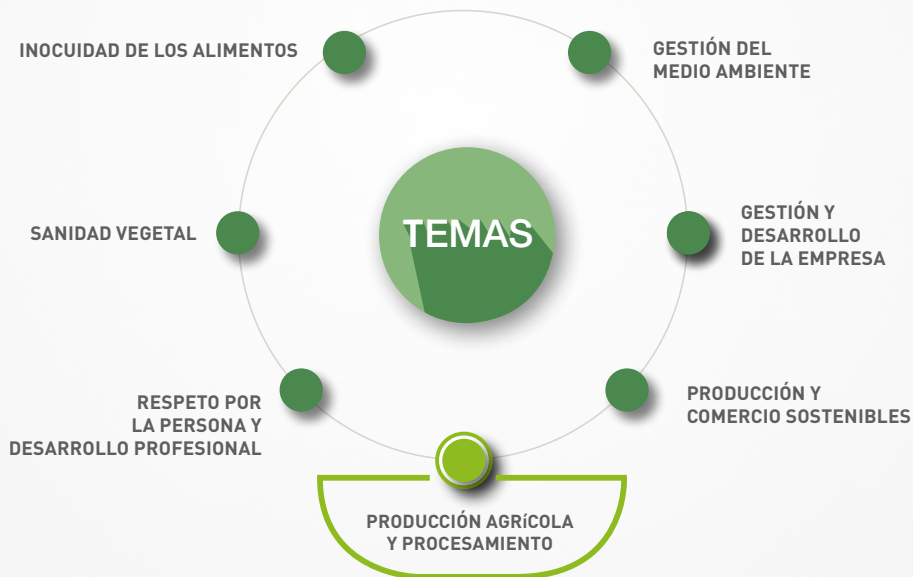 INOCUIDAD DE LOS ALIMENTOS
GESTIÓN DEL
MEDIO AMBIENTE
TEMAS
SANIDAD VEGETAL
GESTIÓN Y
DESARROLLO
DE LA EMPRESA
RESPETO POR
LA PERSONA Y
DESARROLLO PROFESIONAL
PRODUCCIÓN Y
COMERCIO SOSTENIBLES
PRODUCCIÓN AGRíCOLA
Y PROCESAMIENTO